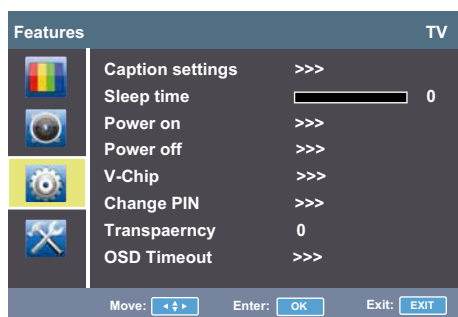 Features TV
Caption settings >>>
Sleep time 0
Power on >>>
Power off >>>
V-Chip >>>
Change PIN >>>
Transpaerncy 0
OSD Timeout >>>
Move: Enter: OK Exit: EXIT